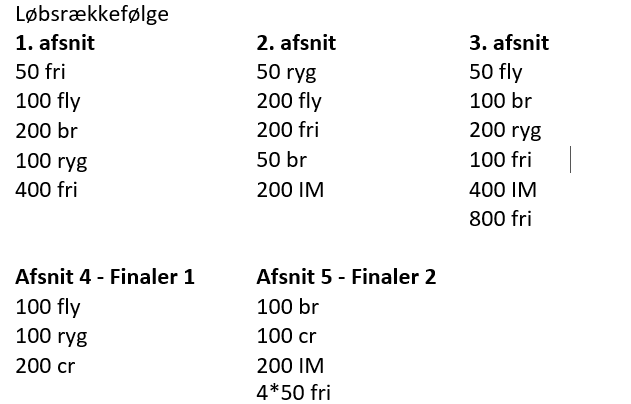 Løbsrækkefølge
1. afsnit
50 fri
100 fly
200 br
100 ryg
400 fri
2. afsnit
50 ryg
200 fly
200 fri
50 br
200 IM
3. afsnit
50 fly
100 br
200 ryg
100 fri
400 IM
800 fri
Afsnit 4 - Finaler 1
100 fly
100 ryg
200 cr
Afsnit 5 - Finaler 2
100 br
100 cr
200 IM
4*50 fri